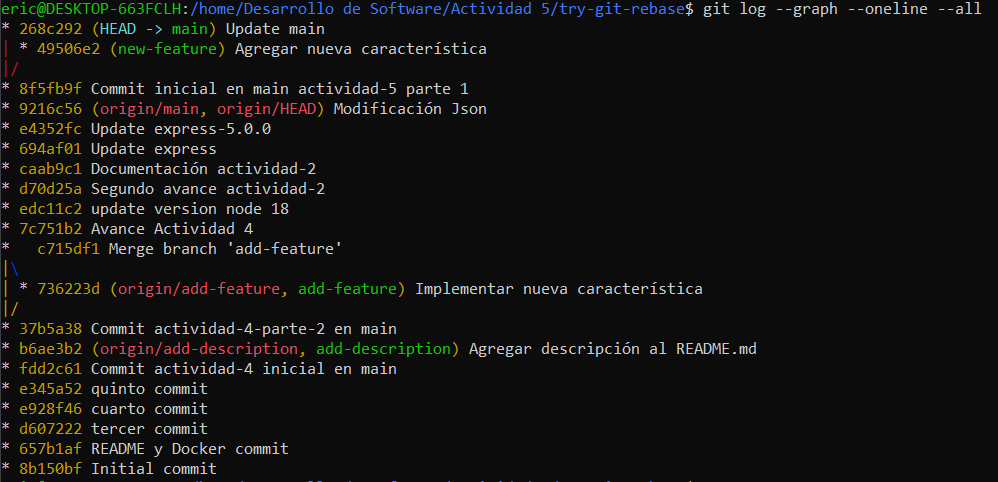 eric@DESKTOP-663FCLH:/home/Desarrollo de Software/Actividad 5/try-git-rebase$ git log --graph --oneline --all
* 268c292 (HEAD -> main) Update main
| * 49506e2 (new-feature) Agregar nueva característica
|/
* 8f5fb9f Commit inicial en main actividad-5 parte 1
* 9216c56 (origin/main, origin/HEAD) Modificación Json
* e4352fc Update express-5.0.0
* 694af01 Update express
* caab9c1 Documentación actividad-2
* d70d25a Segundo avance actividad-2
* edc11c2 update version node 18
* 7c751b2 Avance Actividad 4
*   c715df1 Merge branch 'add-feature'
|\
| * 736223d (origin/add-feature, add-feature) Implementar nueva característica
|/
* 37b5a38 Commit actividad-4-parte-2 en main
* b6ae3b2 (origin/add-description, add-description) Agregar descripción al README.md
* fdd2c61 Commit actividad-4 inicial en main
* e345a52 quinto commit
* e928f46 cuarto commit
* d607222 tercer commit
* 657b1af README y Docker commit
* 8b150bf Initial commit